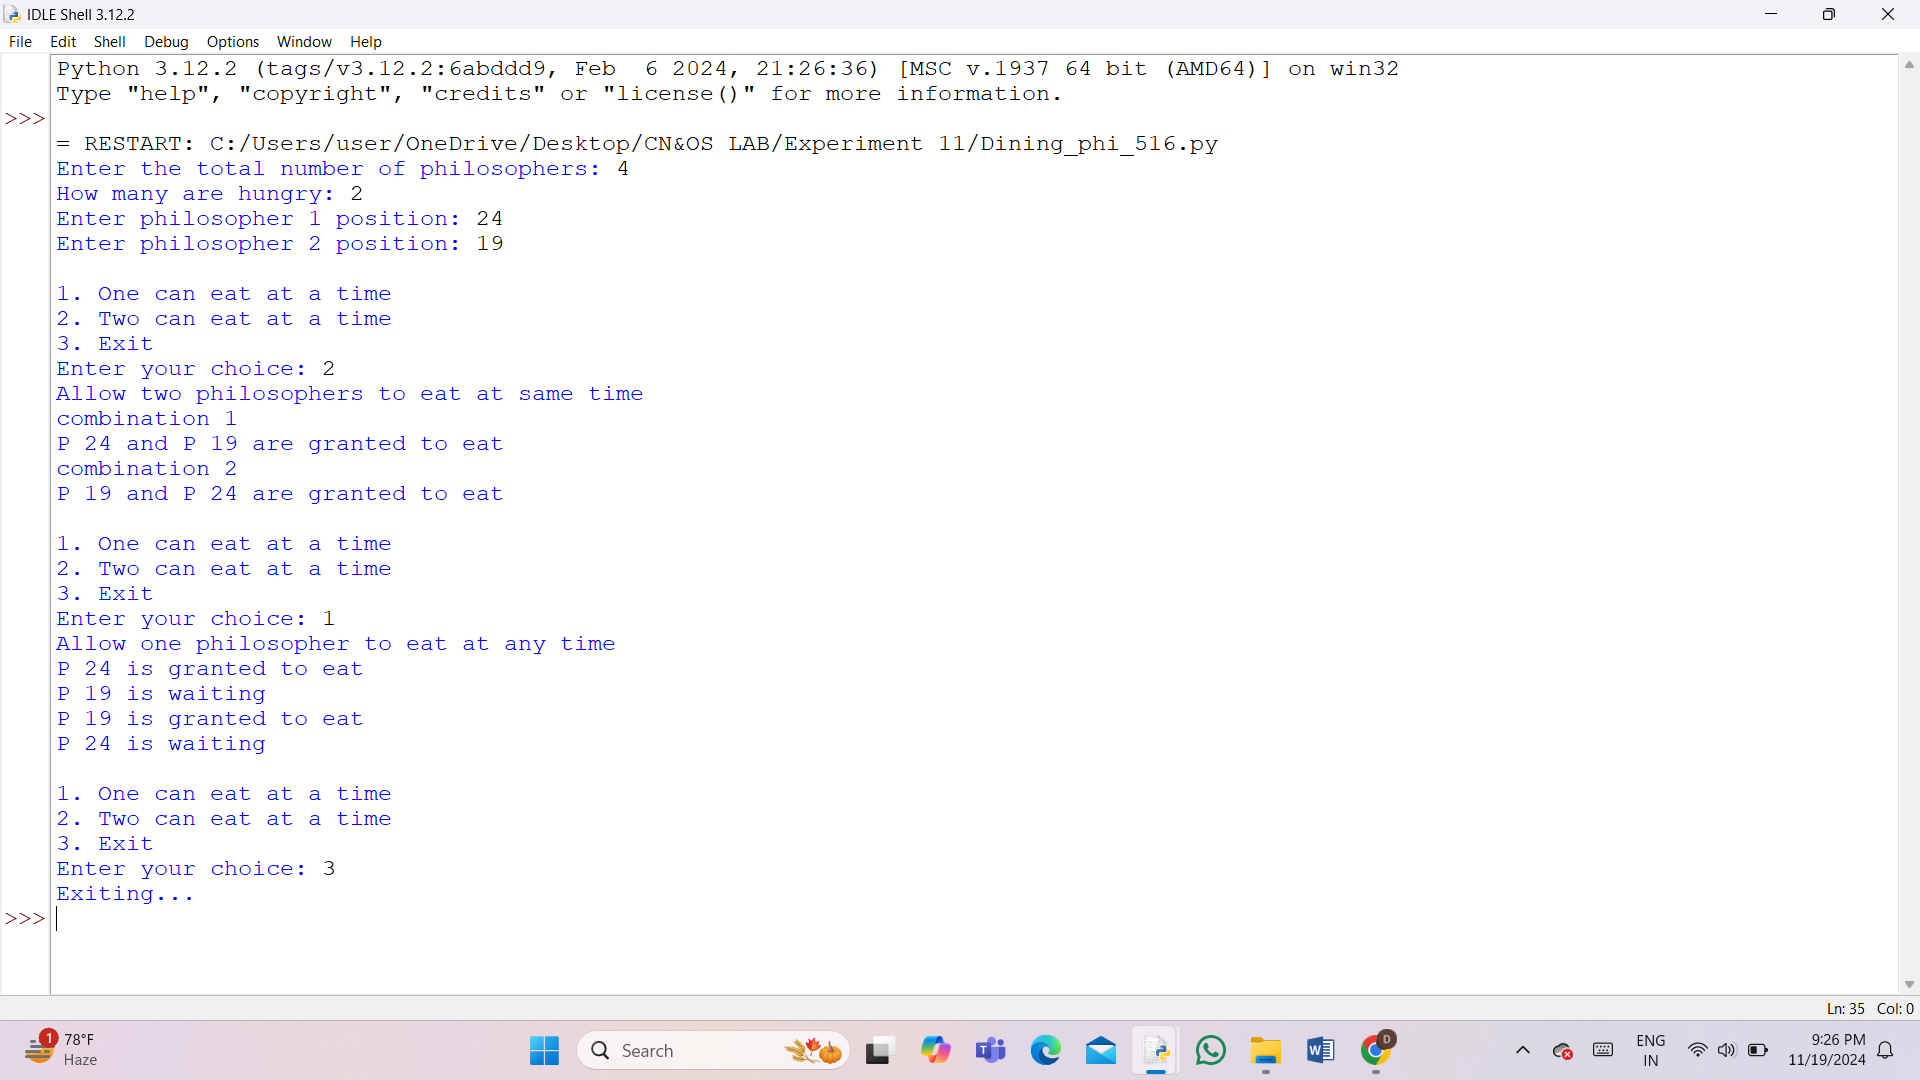 IDLE Shell 3.12.2
File Edit Shell Debug Options Window Help
Python 3.12.2 (tags/v3.12.2:6abddd9, Feb  6 2024, 21:26:36) [MSC v.1937 64 bit (AMD64)] on win32
Type "help", "copyright", "credits" or "license()" for more information.
>>>
= RESTART: C:/Users/user/OneDrive/Desktop/CN&OS LAB/Experiment 11/Dining_phi_516.py
Enter the total number of philosophers: 4
How many are hungry: 2
Enter philosopher 1 position: 24
Enter philosopher 2 position: 19
1. One can eat at a time
2. Two can eat at a time
3. Exit
Enter your choice: 2
Allow two philosophers to eat at same time
combination 1
P 24 and P 19 are granted to eat
combination 2
P 19 and P 24 are granted to eat
1. One can eat at a time
2. Two can eat at a time
3. Exit
Enter your choice: 1
Allow one philosopher to eat at any time
P 24 is granted to eat
P 19 is waiting
P 19 is granted to eat
P 24 is waiting
1. One can eat at a time
2. Two can eat at a time
3. Exit
Enter your choice: 3
Exiting...
>>>
Ln: 35 Col: 0
1
78°F
Haze
Search
D
ENG
IN
9:26 PM
11/19/2024